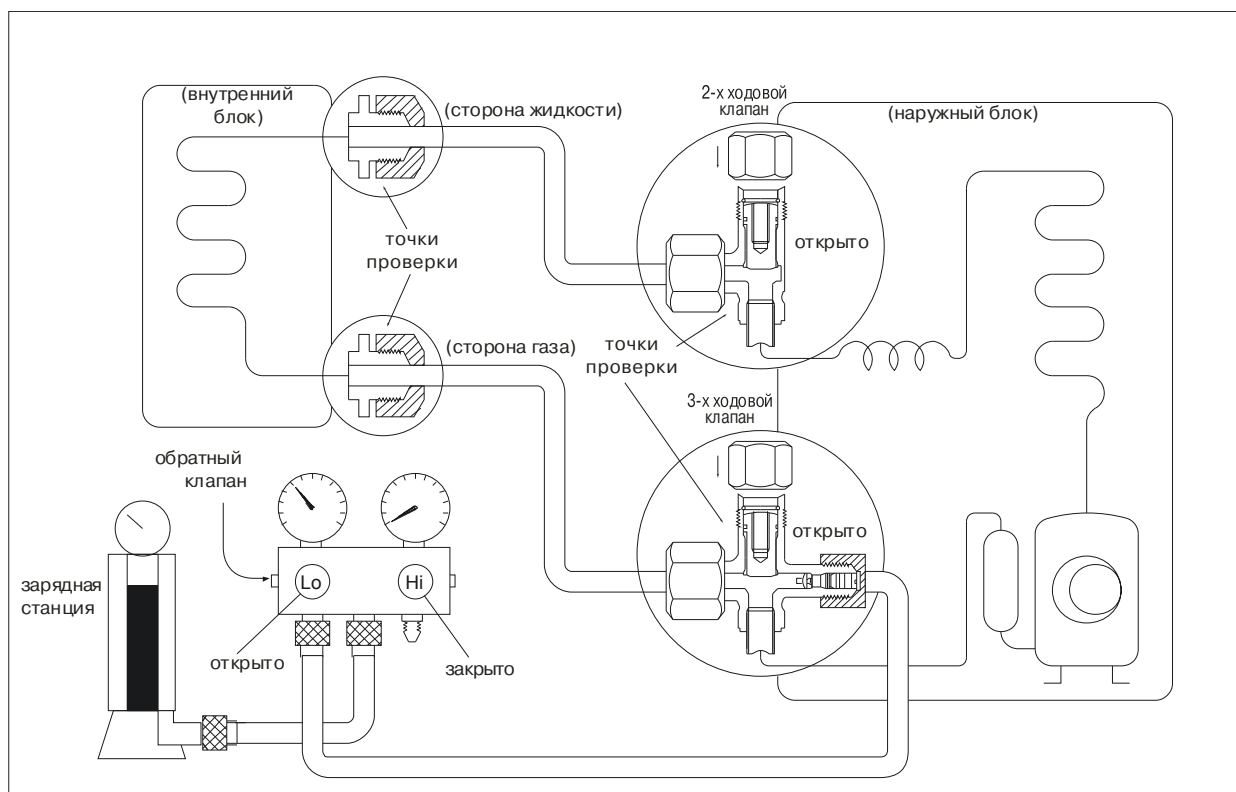 (внутренний
блок)
(сторона жидкости)
2-х ходовой
клапан
(наружный блок)
открыто
точки
проверки
(сторона газа)
точки
проверки
3-х ходовой
клапан
открыто
обратный
клапан
зарядная
станция
Lo
Hi
открыто
закрыто